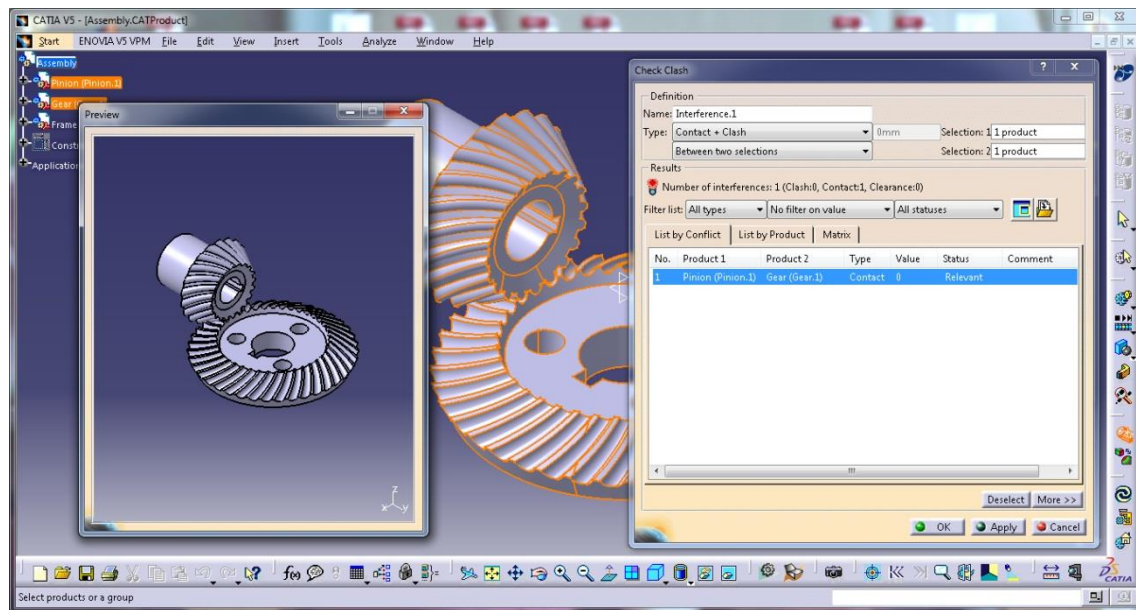 CATIA V5 - [Assembly.CATProduct]
Start ENOVIA V5 VPM File Edit View Insert Tools Analyze Window Help
Assembly
Pinion (Pinion.1)
Gear
Frame
Const
Application
Preview
z
x y
Check Clash
Definition
Name: Interference.1
Type: Contact + Clash 0mm Selection: 1 1 product
Between two selections Selection: 2 1 product
Results
Number of interferences: 1 (Clash:0, Contact:1, Clearance:0)
Filter list: All types No filter on value All statuses
List by Conflict List by Product Matrix
No. Product 1 Product 2 Type Value Status Comment
1 Pinion (Pinion.1) Gear (Gear.1) Contact 0 Relevant
Deselect More >>
OK Apply Cancel
f(x)
CATIA
Select products or a group